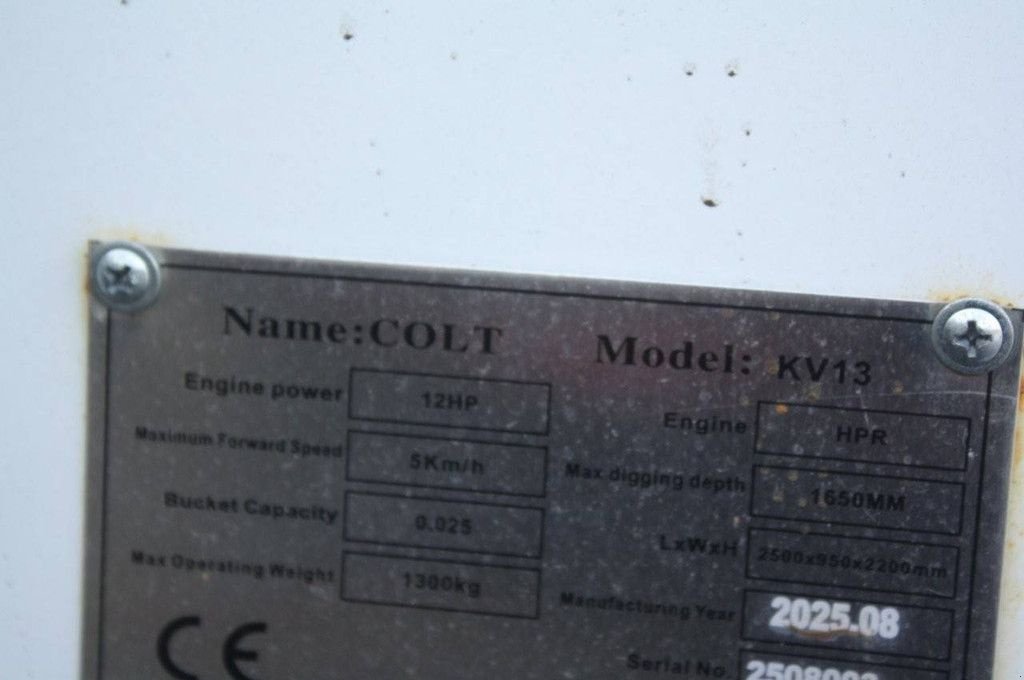 Name:COLT Model: KV13
Engine power 12HP Engine HPR
Maximum Forward Speed 5Km/h Max digging depth 1650MM
Bucket Capacity 0.025 LxWxH 2500x950x2200mm
Max Operating Weight 1300kg Manufacturing Year 2025.08
CE Serial No.